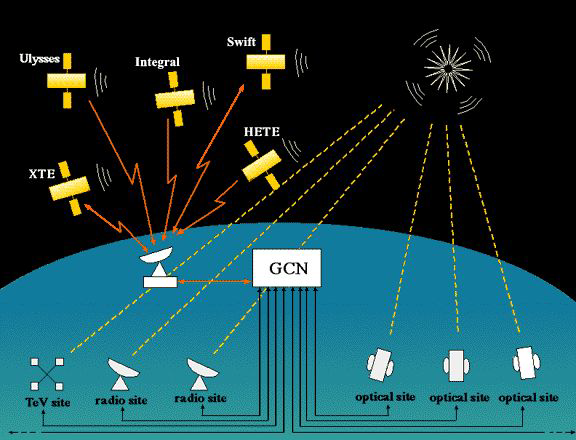 Swift
Ulysses
Integral
HETE
XTE
GCN
TeV site
radio site
radio site
optical site
optical site
optical site